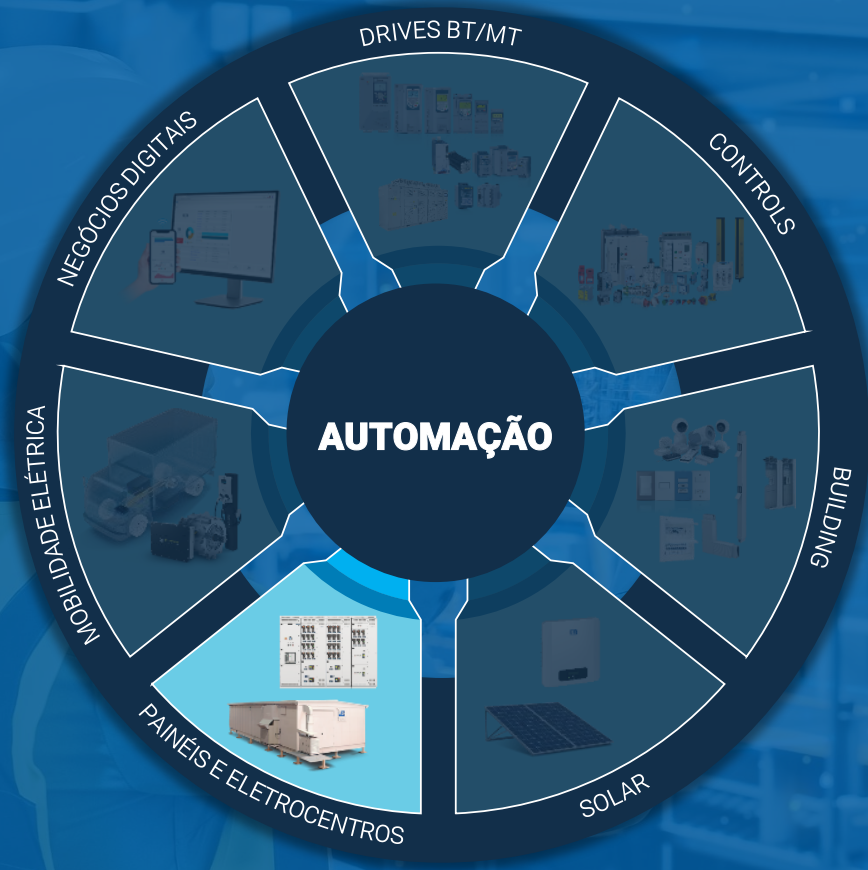 DRIVES BT/MT
CONTROLS
BUILDING
SOLAR
PAINÉIS E ELETROCENTROS
MOBILIDADE ELÉTRICA
NEGÓCIOS DIGITAIS
AUTOMAÇÃO